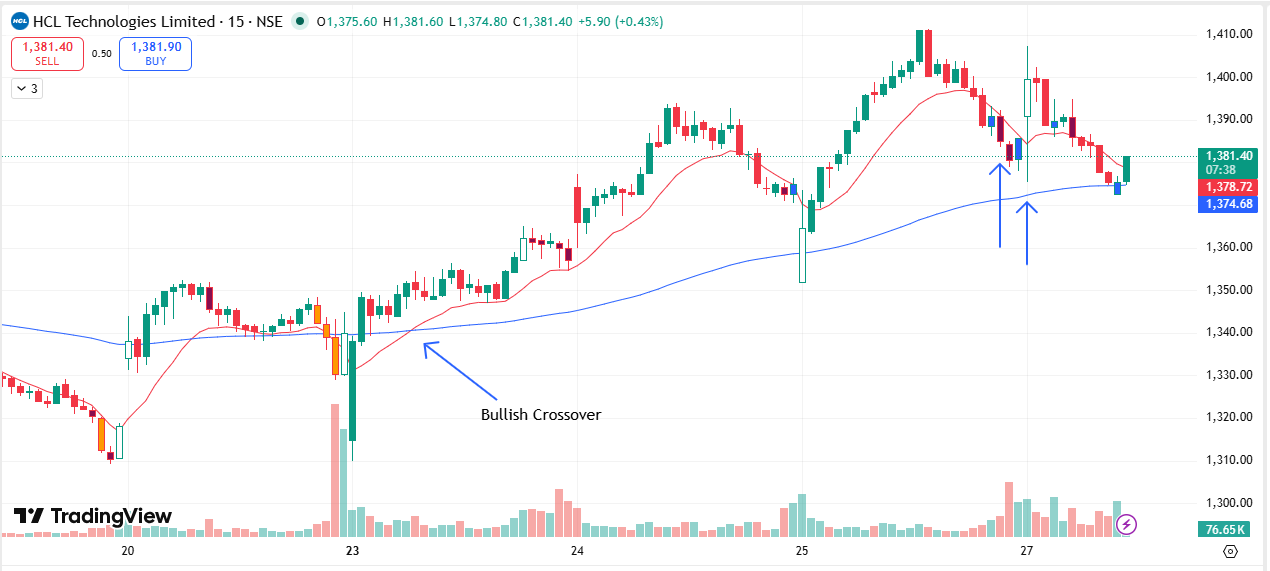 HCL HCL Technologies Limited · 15 · NSE O1,375.60 H1,381.60 L1,374.80 C1,381.40 +5.90 (+0.43%)
1,381.40 SELL
0.50
1,381.90 BUY
3
1,410.00
1,400.00
1,390.00
1,381.40
07:38
1,378.72
1,374.68
1,360.00
1,350.00
1,340.00
1,330.00
1,320.00
1,310.00
1,300.00
76.65K
Bullish Crossover
TradingView
20 23 24 25 27